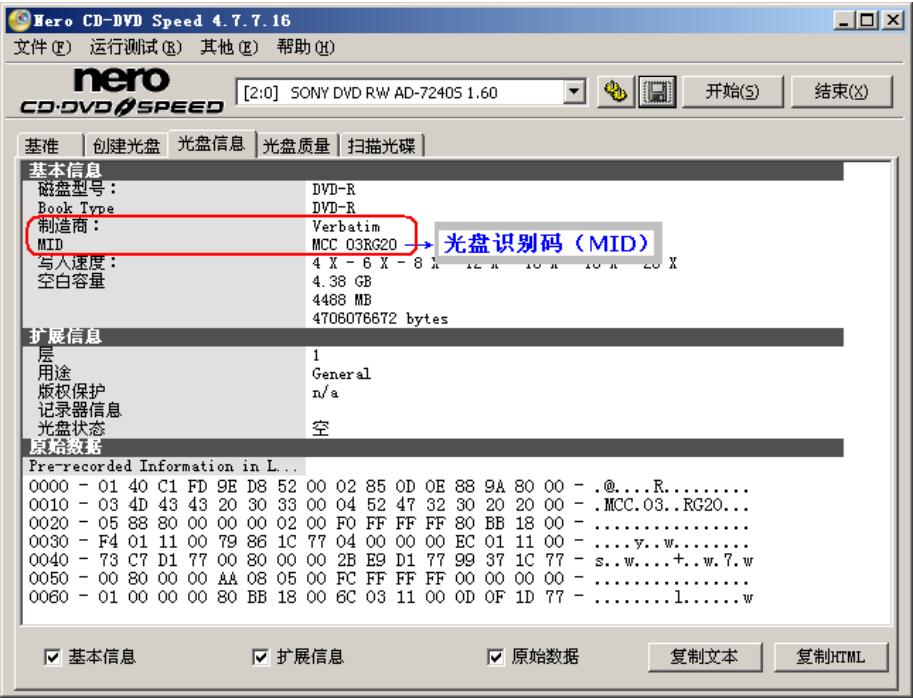 Nero CD-DVD Speed 4.7.7.16
文件(F) 运行测试(R) 其他(E) 帮助(H)
nero
CD·DVD SPEED
[2:0] SONY DVD RW AD-7240S 1.60
开始(S) 结束(X)
基准 创建光盘 光盘信息 光盘质量 扫描光碟
基本信息
磁盘型号: DVD-R
Book Type DVD-R
制造商: Verbatim
MID MCC 03RG20
光盘识别码（MID）
写入速度: 4 X - 6 X - 8 X - 12 X - 16 X - 18 X - 20 X
空白容量 4.38 GB
4488 MB
4706076672 bytes
扩展信息
层 1
用途 General
版权保护 n/a
记录器信息
光盘状态 空
原始数据
Pre-recorded Information in L...
0000 - 01 40 C1 FD 9E D8 52 00 02 85 0D 0E 88 9A 80 00 - .@....R.........
0010 - 03 4D 43 43 20 30 33 00 04 52 47 32 30 20 20 00 - .MCC.03..RG20...
0020 - 05 88 80 00 00 00 02 00 F0 FF FF FF 80 BB 18 00 - ................
0030 - F4 01 11 00 79 86 1C 77 04 00 00 00 EC 01 11 00 - ....y..w........
0040 - 73 C7 D1 77 00 80 00 00 2B E9 D1 77 99 37 1C 77 - s..w....+..w.7.w
0050 - 00 80 00 00 AA 08 05 00 FC FF FF FF 00 00 00 00 - ................
0060 - 01 00 00 00 80 BB 18 00 6C 03 11 00 0D 0F 1D 77 - ........l......w
基本信息 扩展信息 原始数据 复制文本 复制HTML